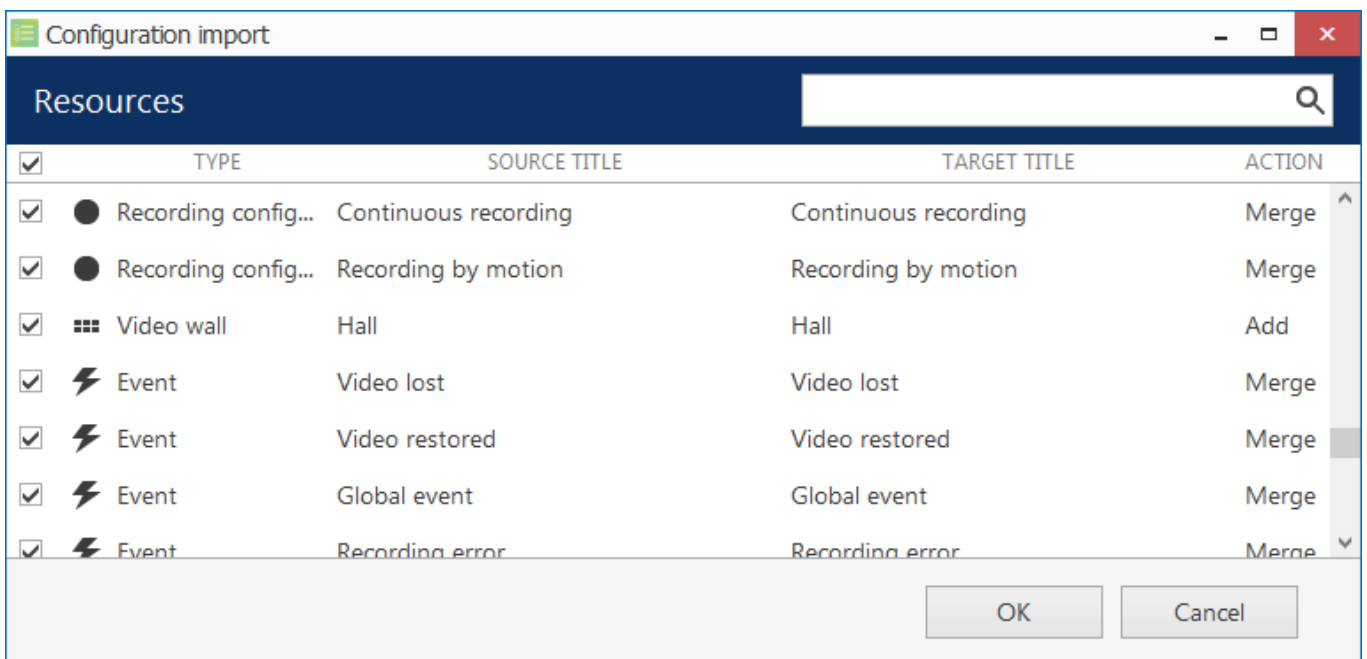 Configuration import
Resources
TYPE SOURCE TITLE TARGET TITLE ACTION
Recording config... Continuous recording Continuous recording Merge
Recording config... Recording by motion Recording by motion Merge
Video wall Hall Hall Add
Event Video lost Video lost Merge
Event Video restored Video restored Merge
Event Global event Global event Merge
Event Recording error Recording error Merge
OK Cancel